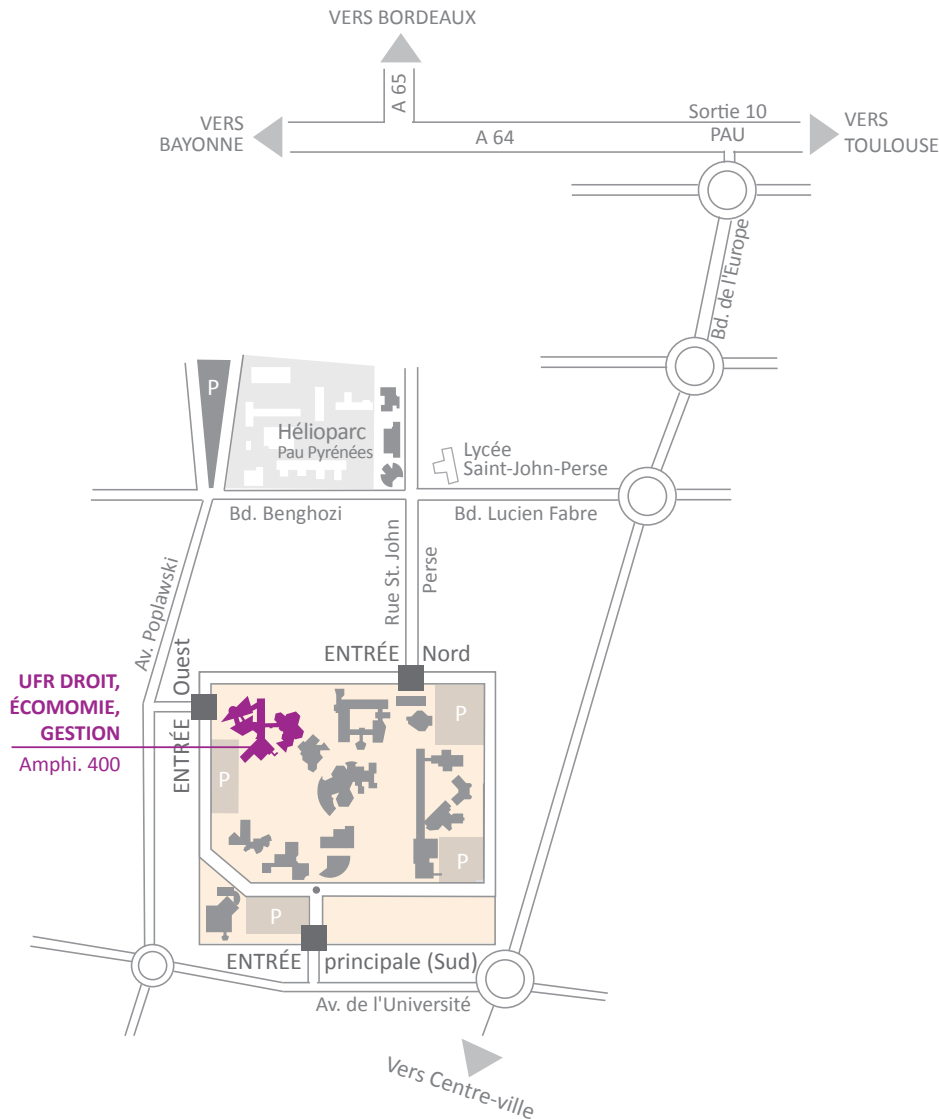 VERS BORDEAUX
A 65
VERS
BAYONNE
A 64
Sortie 10
PAU
VERS
TOULOUSE
Bd. de l'Europe
P
Hélioparc
Pau Pyrénées
Lycée
Saint-John-Perse
Bd. Benghozi
Bd. Lucien Fabre
Av. Poplawski
Rue St. John
Perse
ENTRÉE Nord
ENTRÉE Ouest
UFR DROIT,
ÉCOMOMIE,
GESTION
Amphi. 400
P
P
P
P
ENTRÉE principale (Sud)
Av. de l'Université
Vers Centre-ville